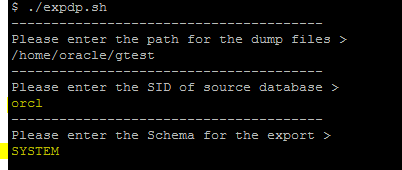 $ ./expdp.sh
--------------------------------------
Please enter the path for the dump files >
/home/oracle/gtest
--------------------------------------
Please enter the SID of source database >
orcl
--------------------------------------
Please enter the Schema for the export >
SYSTEM